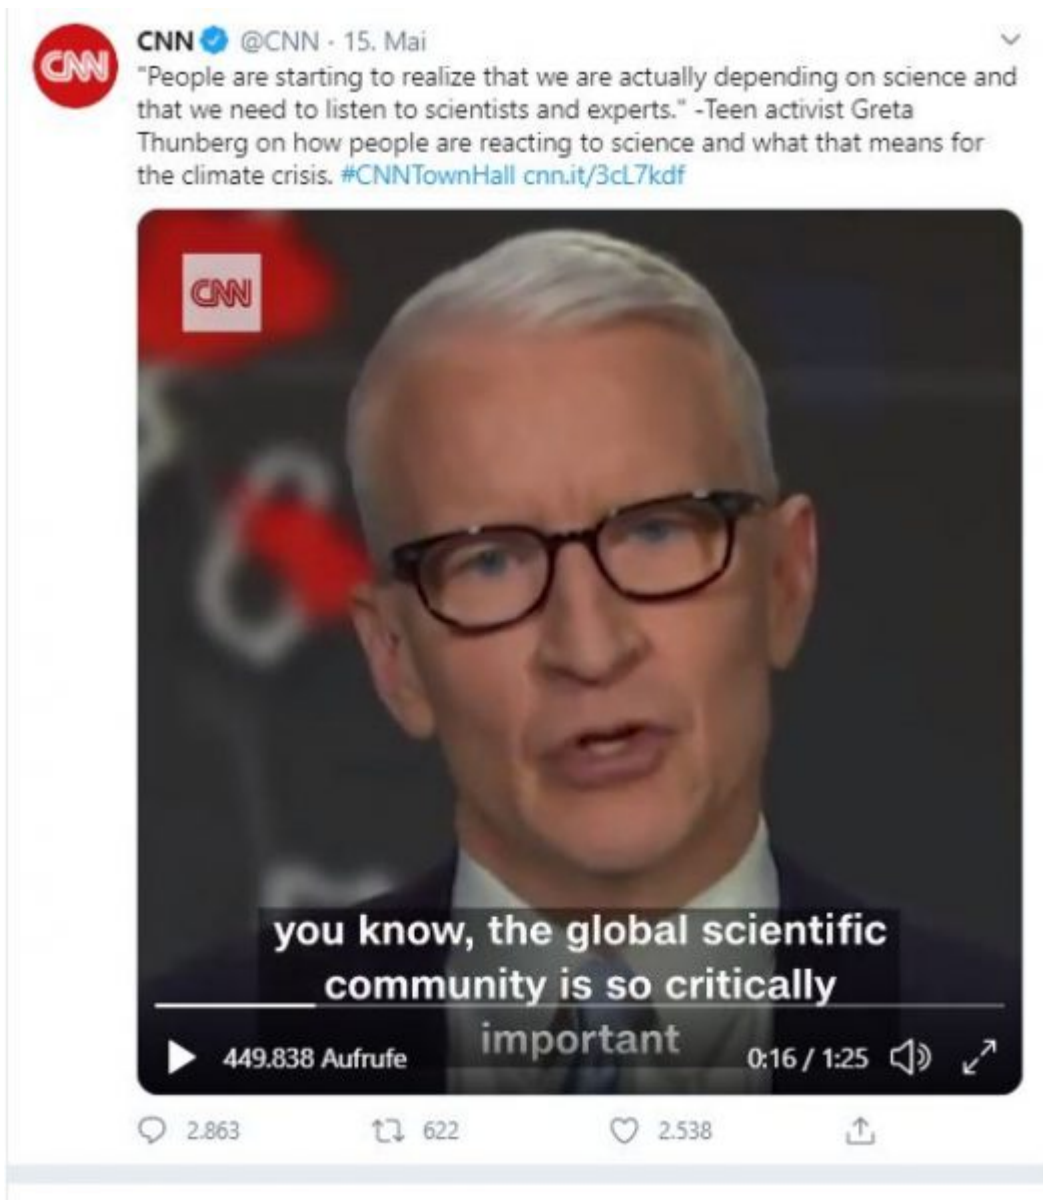 CNN
CNN @CNN · 15. Mai
"People are starting to realize that we are actually depending on science and
that we need to listen to scientists and experts." -Teen activist Greta
Thunberg on how people are reacting to science and what that means for
the climate crisis. #CNNTownHall cnn.it/3cL7kdf
CNN
you know, the global scientific
community is so critically
important
449.838 Aufrufe
0:16 / 1:25
2.863
622
2.538